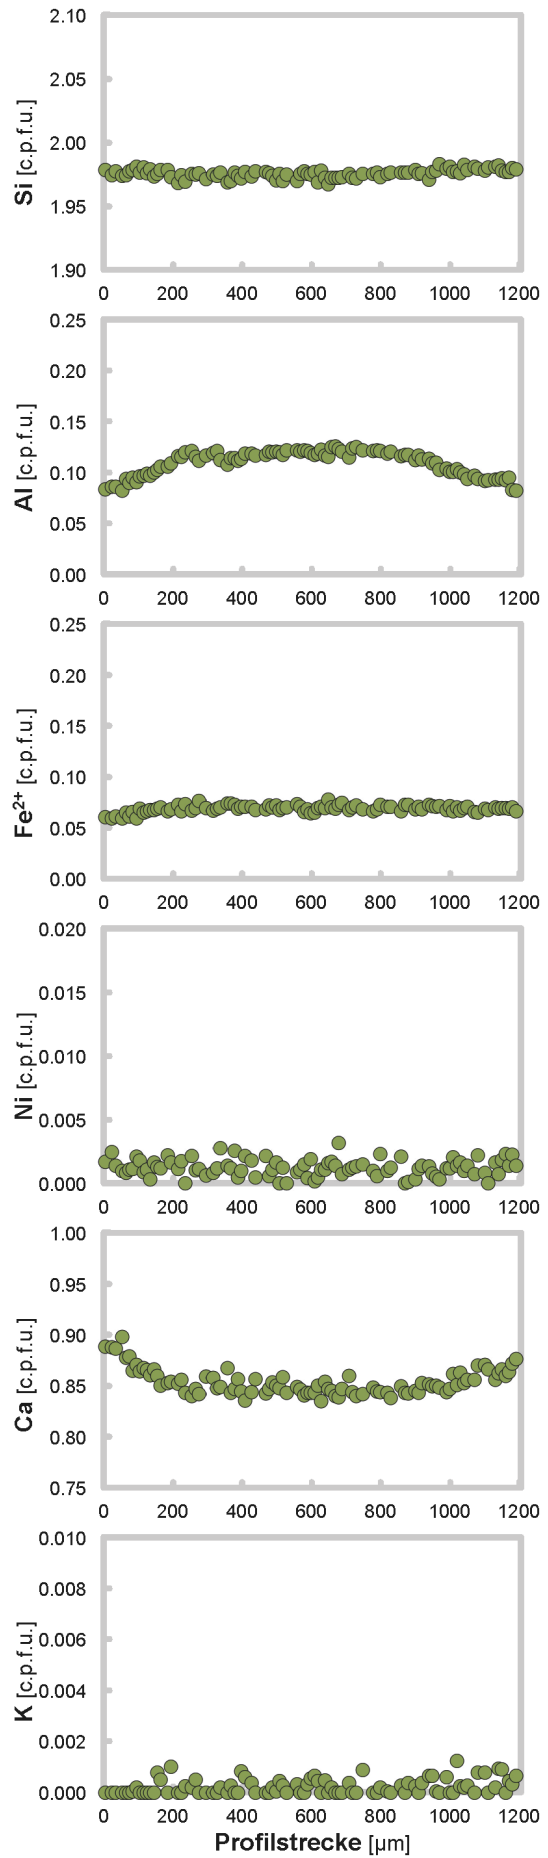 2.10
2.05
2.00
1.95
1.90
Si [c.p.f.u.]
0 200 400 600 800 1000 1200
0.25
0.20
0.15
0.10
0.05
0.00
Al [c.p.f.u.]
0 200 400 600 800 1000 1200
0.25
0.20
0.15
0.10
0.05
0.00
Fe²⁺ [c.p.f.u.]
0 200 400 600 800 1000 1200
0.020
0.015
0.010
0.005
0.000
Ni [c.p.f.u.]
0 200 400 600 800 1000 1200
1.00
0.95
0.90
0.85
0.80
0.75
Ca [c.p.f.u.]
0 200 400 600 800 1000 1200
0.010
0.008
0.006
0.004
0.002
0.000
K [c.p.f.u.]
0 200 400 600 800 1000 1200
Profilstrecke [µm]